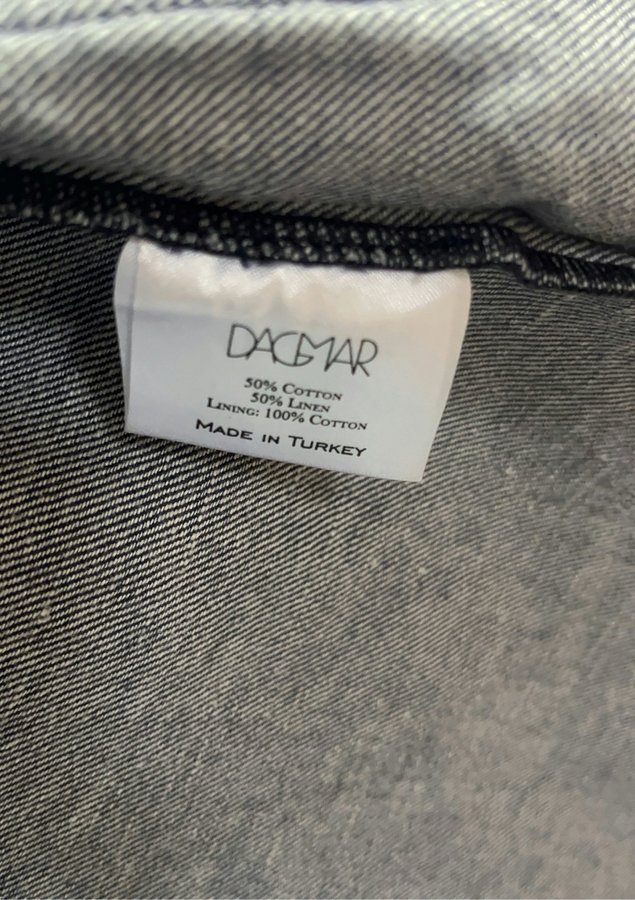 DAGMAR
50% COTTON
50% LINEN
LINING: 100% COTTON
MADE IN TURKEY